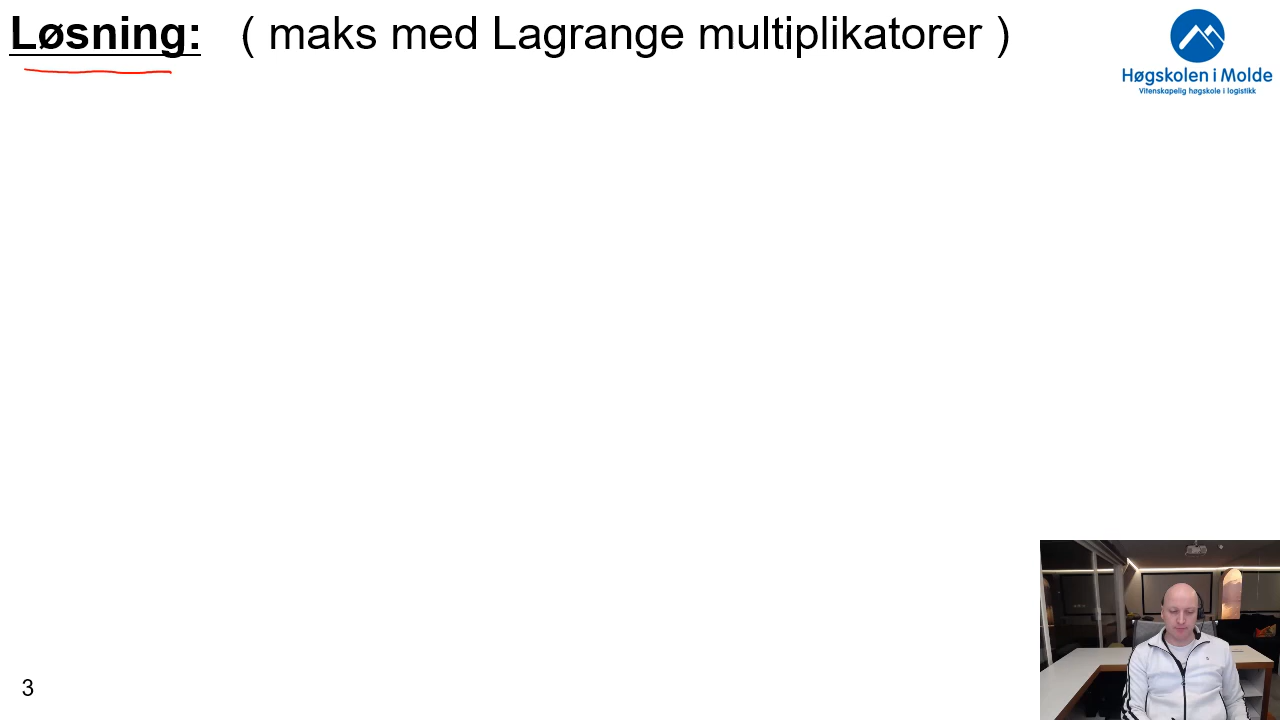 Løsning: ( maks med Lagrange multiplikatorer )
Høgskolen i Molde
Vitenskapelig høgskole i logistikk
3